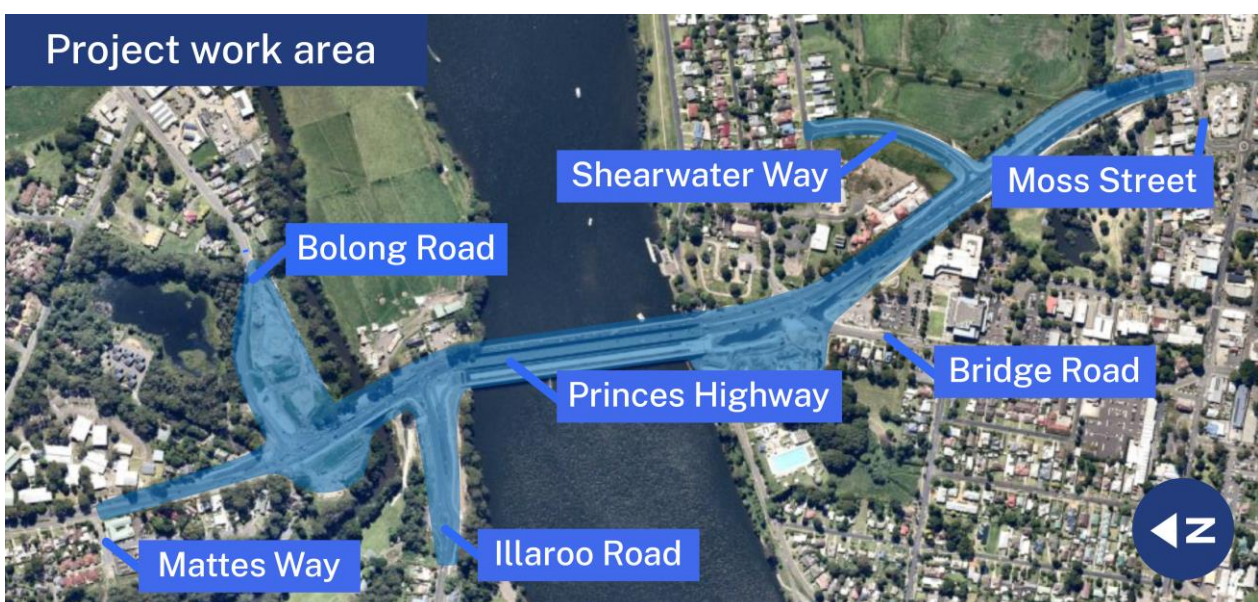 Project work area
Shearwater Way
Moss Street
Bolong Road
Bridge Road
Princes Highway
Illaroo Road
Mattes Way
N